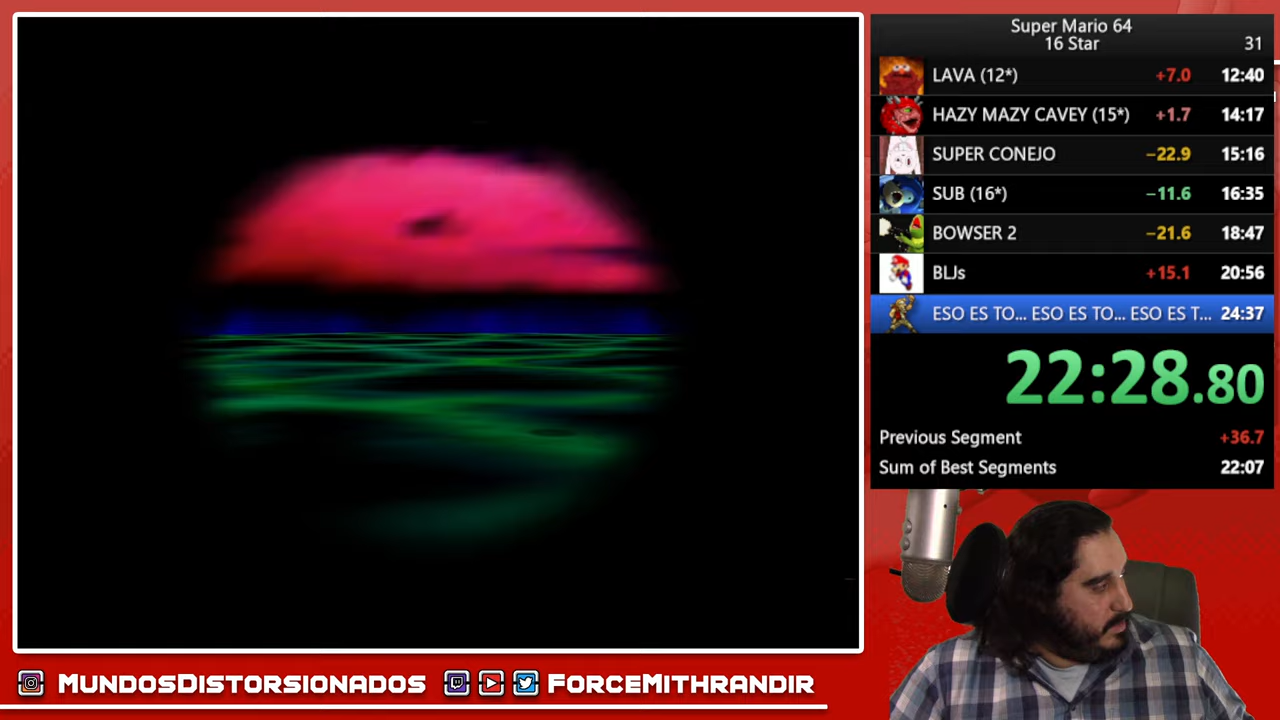 Super Mario 64
16 Star 31
LAVA (12*) +7.0 12:40
HAZY MAZY CAVEY (15*) +1.7 14:17
SUPER CONEJO −22.9 15:16
SUB (16*) −11.6 16:35
BOWSER 2 −21.6 18:47
BLJs +15.1 20:56
ESO ES TO... ESO ES TO... ESO ES T... 24:37
22:28.80
Previous Segment +36.7
Sum of Best Segments 22:07
MUNDOSDISTORSIONADOS FORCEMITHRANDIR